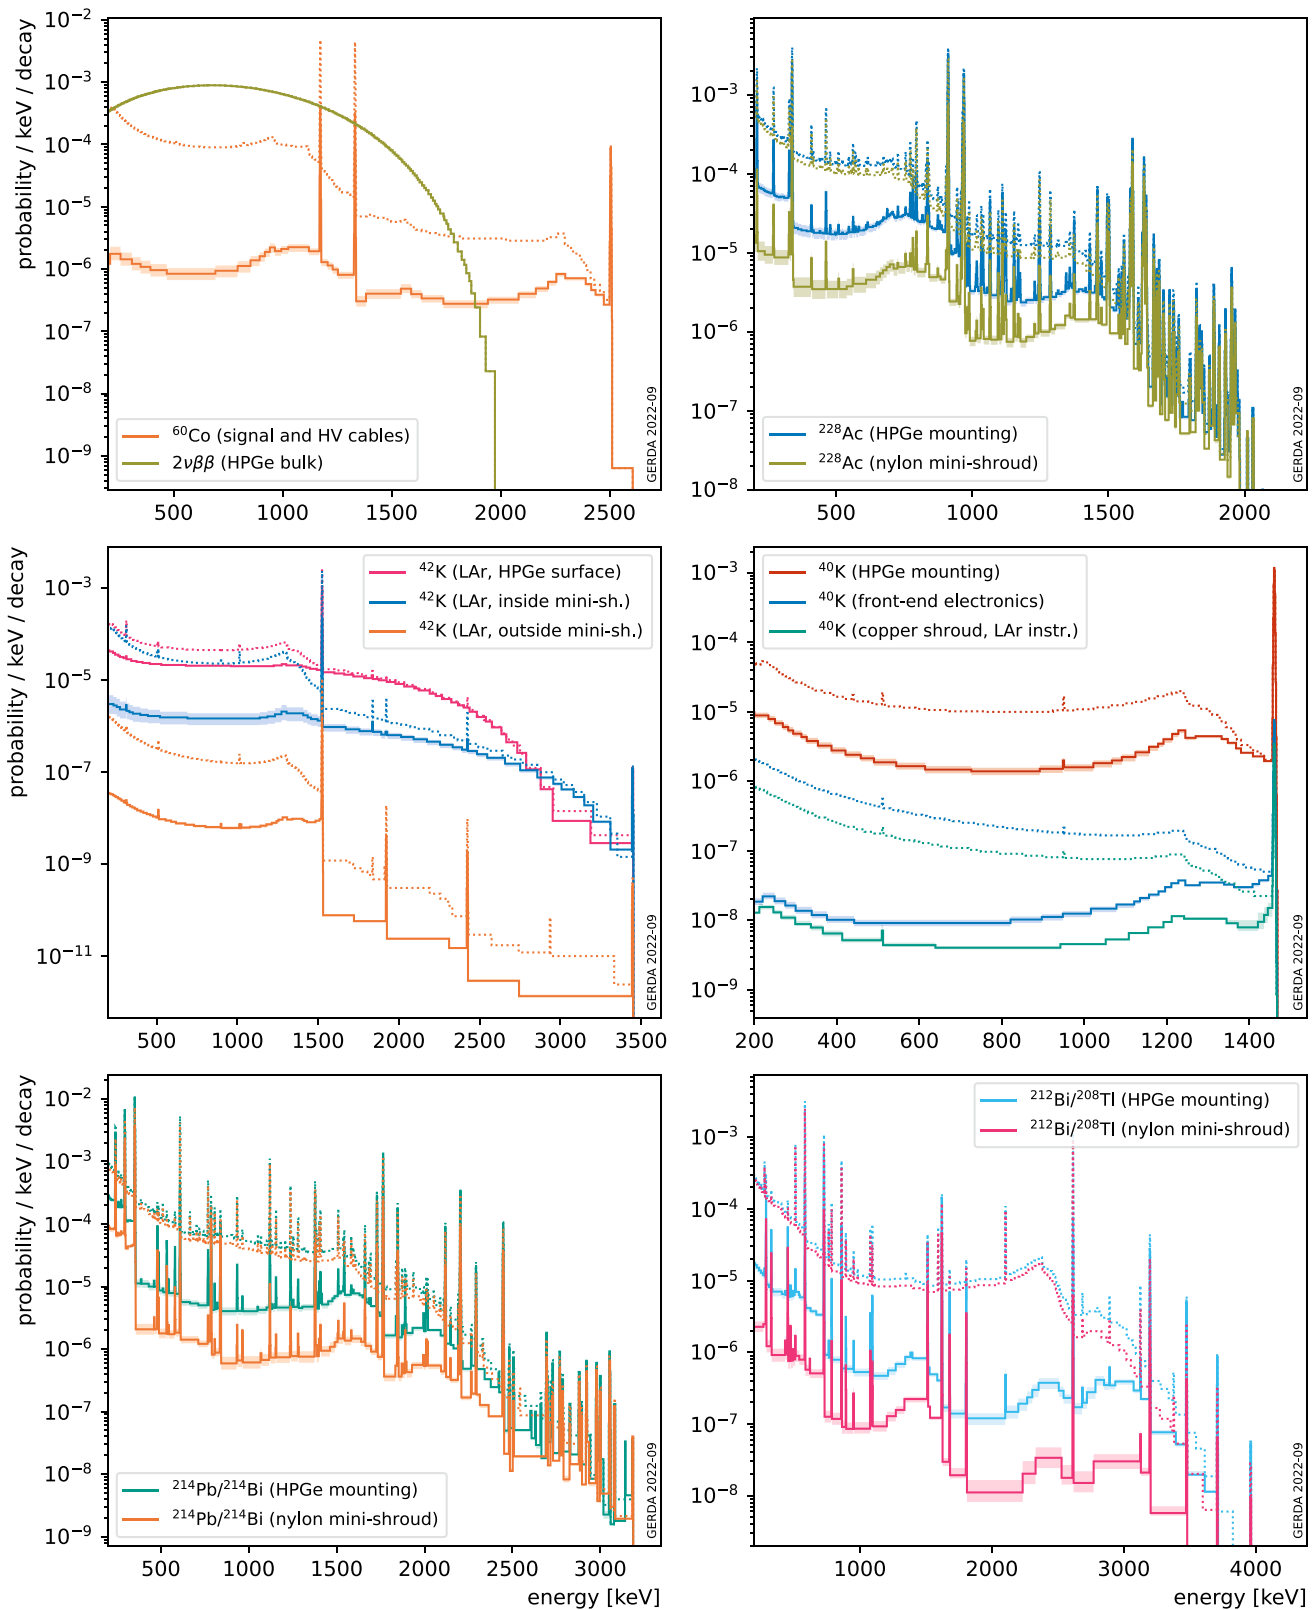 probability / keV / decay
10⁻²
10⁻³
10⁻⁴
10⁻⁵
10⁻⁶
10⁻⁷
10⁻⁸
10⁻⁹
⁶⁰Co (signal and HV cables)
2νββ (HPGe bulk)
GERDA 2022-09
500 1000 1500 2000 2500
10⁻³
10⁻⁴
10⁻⁵
10⁻⁶
10⁻⁷
10⁻⁸
²²⁸Ac (HPGe mounting)
²²⁸Ac (nylon mini-shroud)
GERDA 2022-09
500 1000 1500 2000
probability / keV / decay
10⁻³
10⁻⁵
10⁻⁷
10⁻⁹
10⁻¹¹
⁴²K (LAr, HPGe surface)
⁴²K (LAr, inside mini-sh.)
⁴²K (LAr, outside mini-sh.)
GERDA 2022-09
500 1000 1500 2000 2500 3000 3500
10⁻³
10⁻⁴
10⁻⁵
10⁻⁶
10⁻⁷
10⁻⁸
10⁻⁹
⁴⁰K (HPGe mounting)
⁴⁰K (front-end electronics)
⁴⁰K (copper shroud, LAr instr.)
GERDA 2022-09
200 400 600 800 1000 1200 1400
probability / keV / decay
10⁻²
10⁻³
10⁻⁴
10⁻⁵
10⁻⁶
10⁻⁷
10⁻⁸
10⁻⁹
²¹⁴Pb/²¹⁴Bi (HPGe mounting)
²¹⁴Pb/²¹⁴Bi (nylon mini-shroud)
GERDA 2022-09
500 1000 1500 2000 2500 3000
energy [keV]
10⁻³
10⁻⁴
10⁻⁵
10⁻⁶
10⁻⁷
10⁻⁸
²¹²Bi/²⁰⁸Tl (HPGe mounting)
²¹²Bi/²⁰⁸Tl (nylon mini-shroud)
GERDA 2022-09
1000 2000 3000 4000
energy [keV]